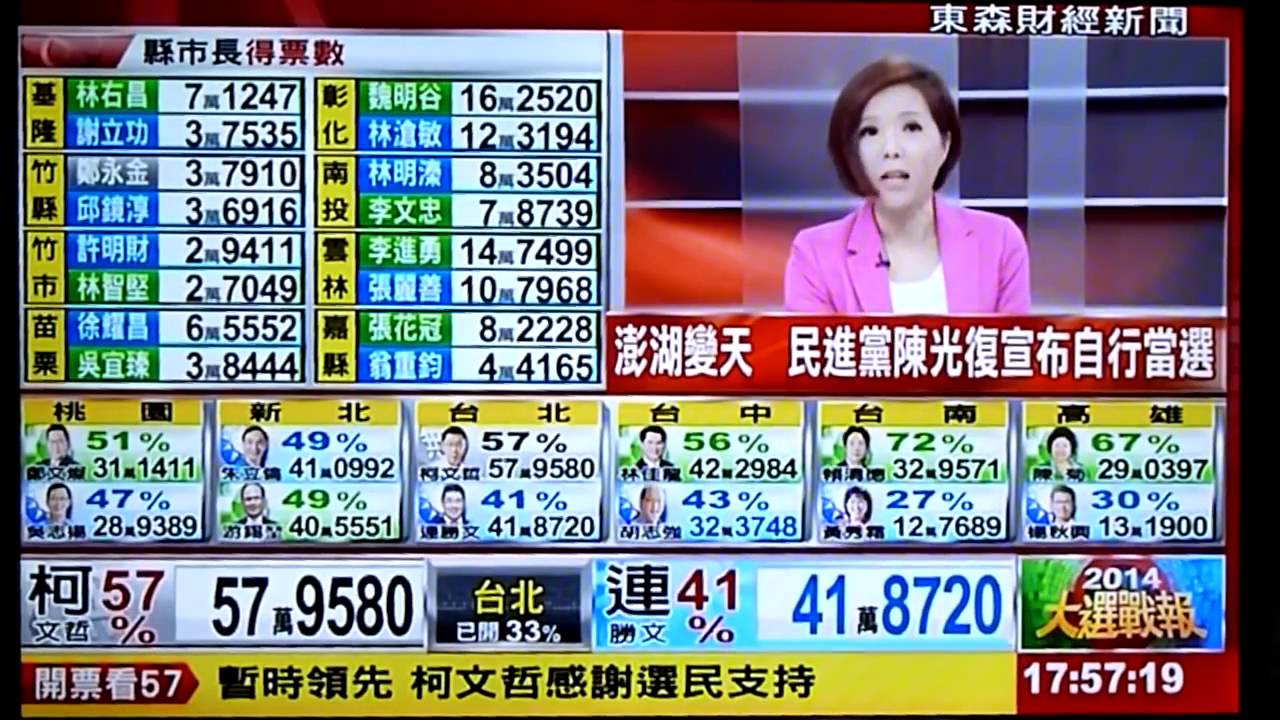 東森財經新聞
縣市長得票數
基隆 林右昌 7萬1247
謝立功 3萬7535
竹縣 鄭永金 3萬7910
邱鏡淳 3萬6916
竹市 許明財 2萬9411
林智堅 2萬7049
苗栗 徐耀昌 6萬5552
吳宜臻 3萬8444
彰化 魏明谷 16萬2520
林滄敏 12萬3194
南投 林明溱 8萬3504
李文忠 7萬8739
雲林 李進勇 14萬7499
張麗善 10萬7968
嘉縣 張花冠 8萬2228
翁重鈞 4萬4165
澎湖變天 民進黨陳光復宣布自行當選
桃園
51%
鄭文燦 31萬1411
47%
吳志揚 28萬9389
新北
49%
朱立倫 41萬0992
49%
游錫堃 40萬5551
台北
57%
柯文哲 57萬9580
41%
連勝文 41萬8720
台中
56%
林佳龍 42萬2984
43%
胡志強 32萬3748
台南
72%
賴清德 32萬9571
27%
黃秀霜 12萬7689
高雄
67%
陳菊 29萬0397
30%
楊秋興 13萬1900
柯文哲 57% 57萬9580
台北
已開33%
連勝文 41% 41萬8720
2014
大選戰報
開票看57 暫時領先 柯文哲感謝選民支持
17:57:19